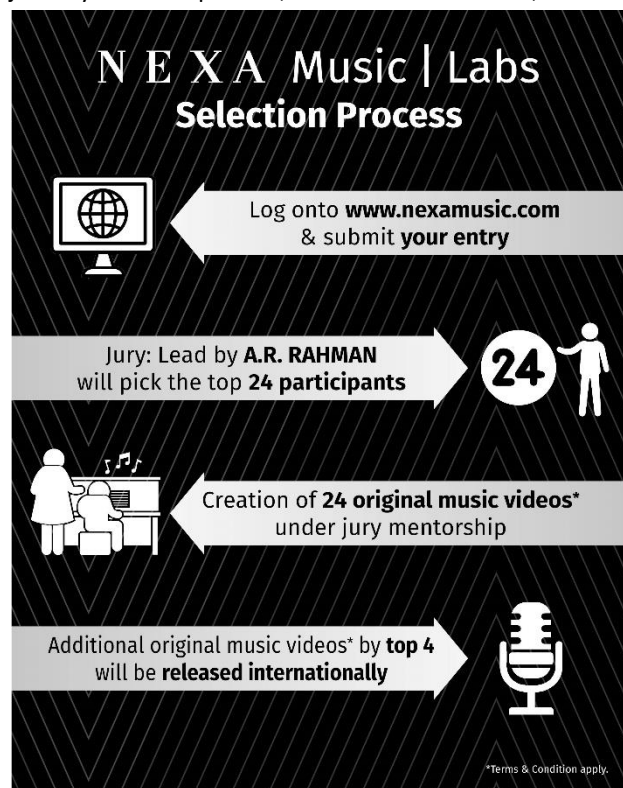 N E X A Music | Labs
Selection Process
Log onto www.nexamusic.com
& submit your entry
Jury: Lead by A.R. RAHMAN
will pick the top 24 participants
24
Creation of 24 original music videos*
under jury mentorship
Additional original music videos* by top 4
will be released internationally
*Terms & Condition apply.